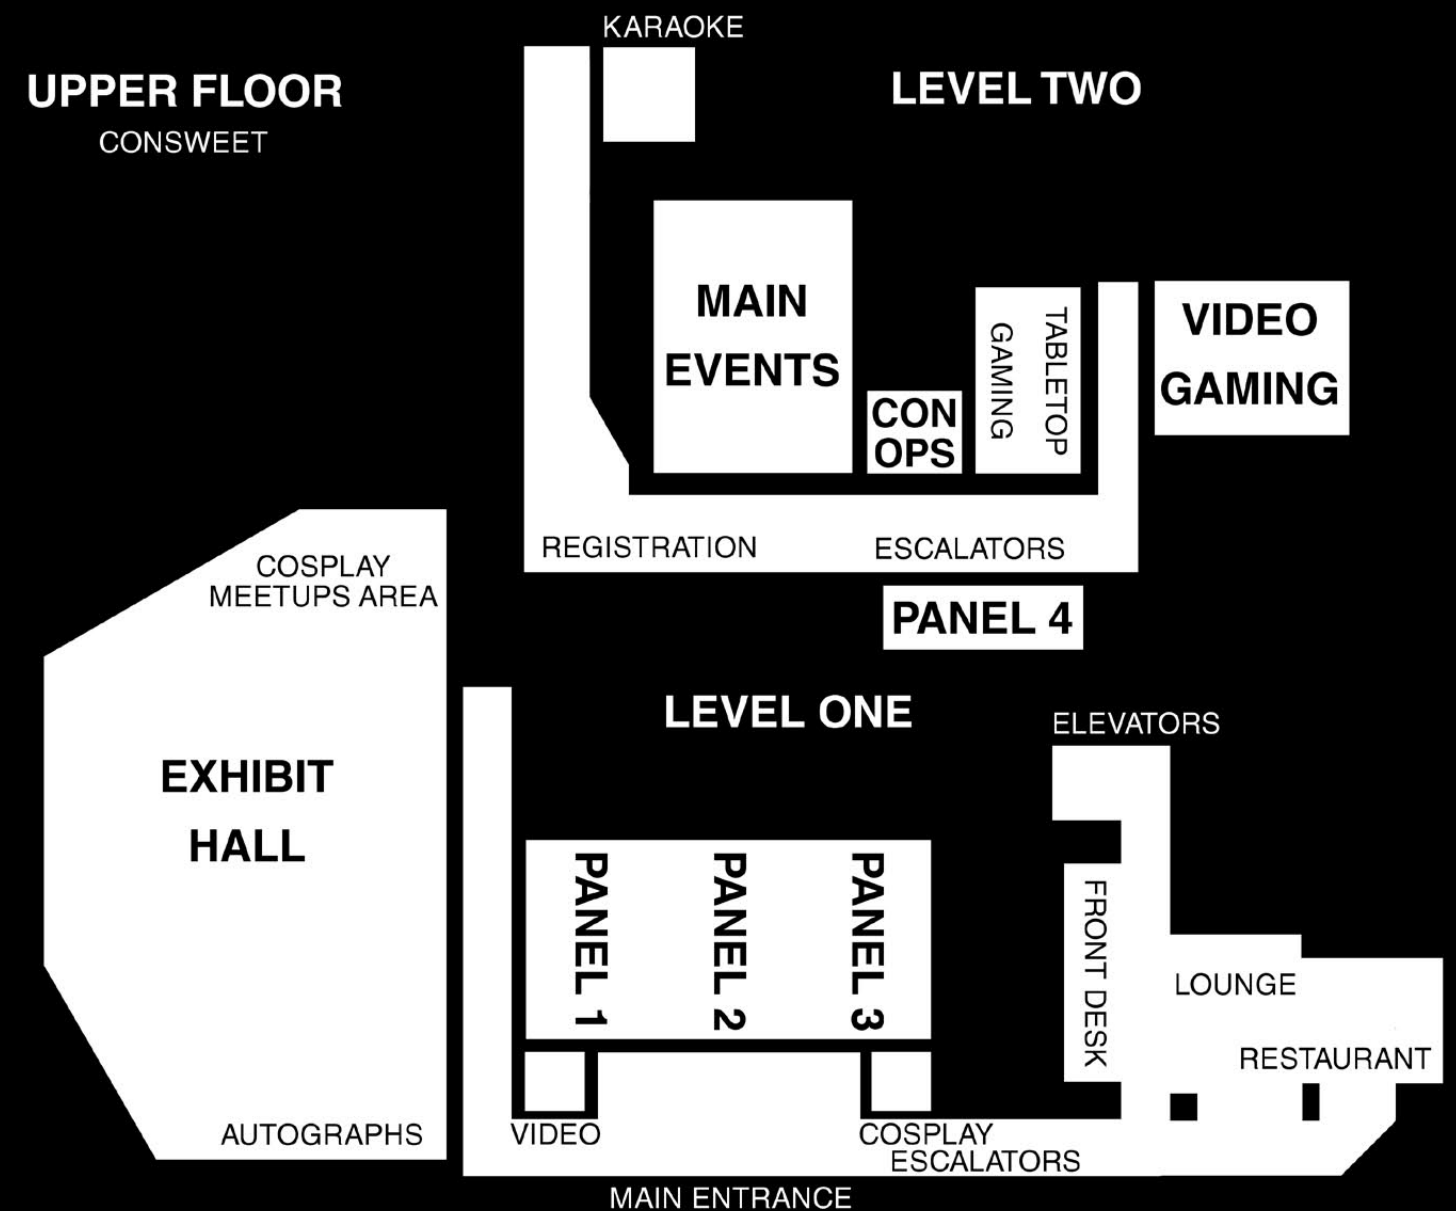 KARAOKE
UPPER FLOOR
CONSWEET
LEVEL TWO
MAIN
EVENTS
CON
OPS
TABLETOP
GAMING
VIDEO
GAMING
REGISTRATION
ESCALATORS
PANEL 4
COSPLAY
MEETUPS AREA
EXHIBIT
HALL
AUTOGRAPHS
LEVEL ONE
ELEVATORS
PANEL 1
PANEL 2
PANEL 3
FRONT DESK
LOUNGE
RESTAURANT
VIDEO
COSPLAY
ESCALATORS
MAIN ENTRANCE